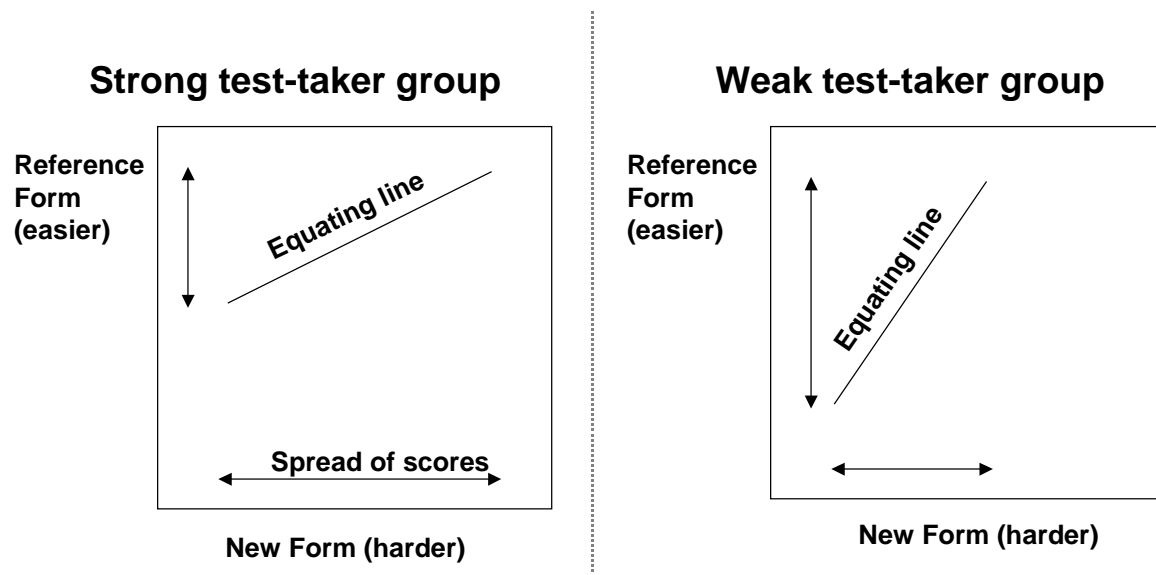 Strong test-taker group
Reference
Form
(easier)
Equating line
Spread of scores
New Form (harder)
Weak test-taker group
Reference
Form
(easier)
Equating line
New Form (harder)